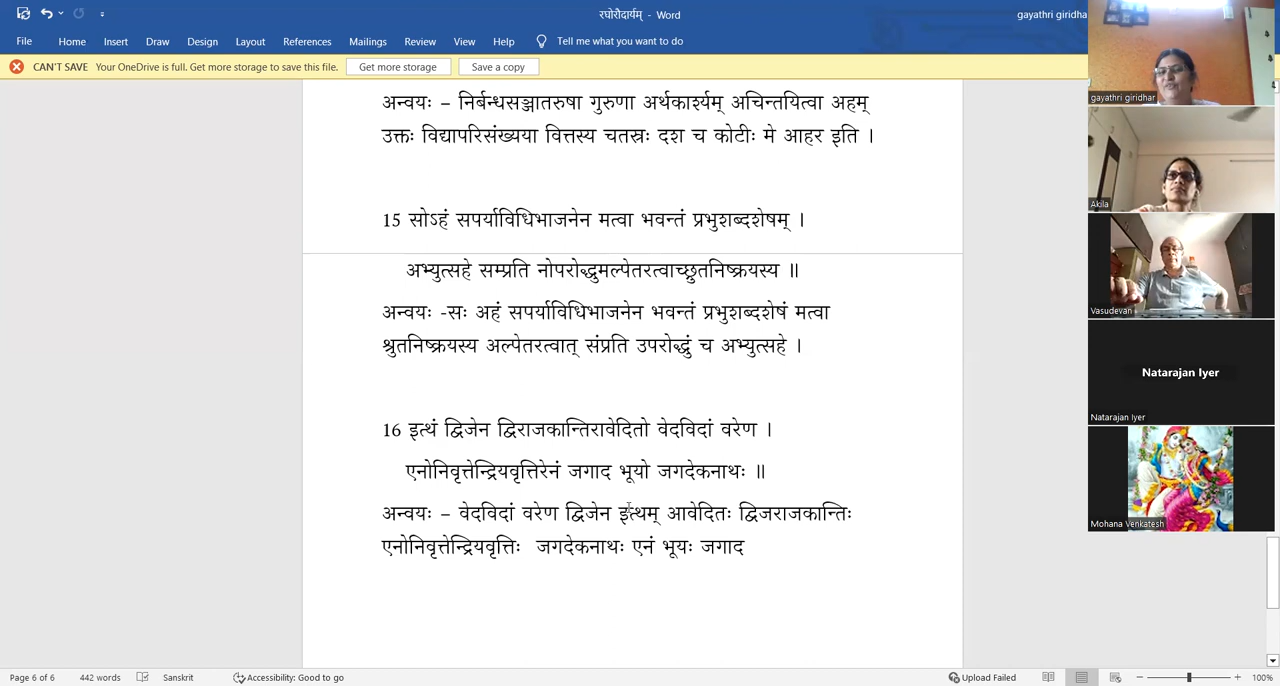 रघोरौदार्यम् - Word
gayathri giridha
File Home Insert Draw Design Layout References Mailings Review View Help Tell me what you want to do
CAN'T SAVE Your OneDrive is full. Get more storage to save this file. Get more storage Save a copy
अन्वयः – निर्बन्धसञ्जातरुषा गुरुणा अर्थकार्श्यम् अचिन्तयित्वा अहम्
उक्तः विद्यापरिसंख्यया वित्तस्य चतस्रः दश च कोटीः मे आहर इति ।
15 सोऽहं सपर्याविधिभाजनेन मत्वा भवन्तं प्रभुशब्दशेषम् ।
अभ्युत्सहे सम्प्रति नोपरोद्धुमल्पेतरत्वाच्छ्रुतनिष्क्रयस्य ॥
अन्वयः -सः अहं सपर्याविधिभाजनेन भवन्तं प्रभुशब्दशेषं मत्वा
श्रुतनिष्क्रयस्य अल्पेतरत्वात् संप्रति उपरोद्धुं च अभ्युत्सहे ।
16 इत्थं द्विजेन द्विराजकान्तिरावेदितो वेदविदां वरेण ।
एनोनिवृत्तेन्द्रियवृत्तिरेनं जगाद भूयो जगदेकनाथः ॥
अन्वयः – वेदविदां वरेण द्विजेन इत्थम् आवेदितः द्विजराजकान्तिः
एनोनिवृत्तेन्द्रियवृत्तिः जगदेकनाथः एनं भूयः जगाद
gayathri giridhar
Akila
Vasudevan
Natarajan Iyer
Natarajan Iyer
Mohana Venkatesh
Page 6 of 6 442 words Sanskrit Accessibility: Good to go Upload Failed 100%